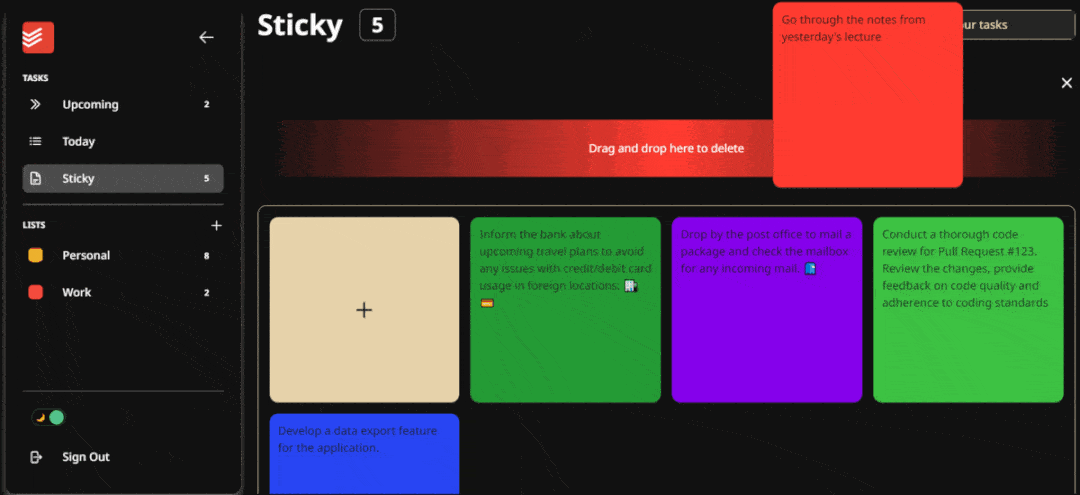 Sticky 5
Go through the notes from
yesterday's lecture
our tasks
TASKS
Upcoming 2
Today
Sticky 5
LISTS
Personal 8
Work 2
Sign Out
Drag and drop here to delete
Inform the bank about
upcoming travel plans to avoid
any issues with credit/debit card
usage in foreign locations.
Drop by the post office to mail a
package and check the mailbox
for any incoming mail.
Conduct a thorough code
review for Pull Request #123.
Review the changes, provide
feedback on code quality and
adherence to coding standards
Develop a data export feature
for the application.